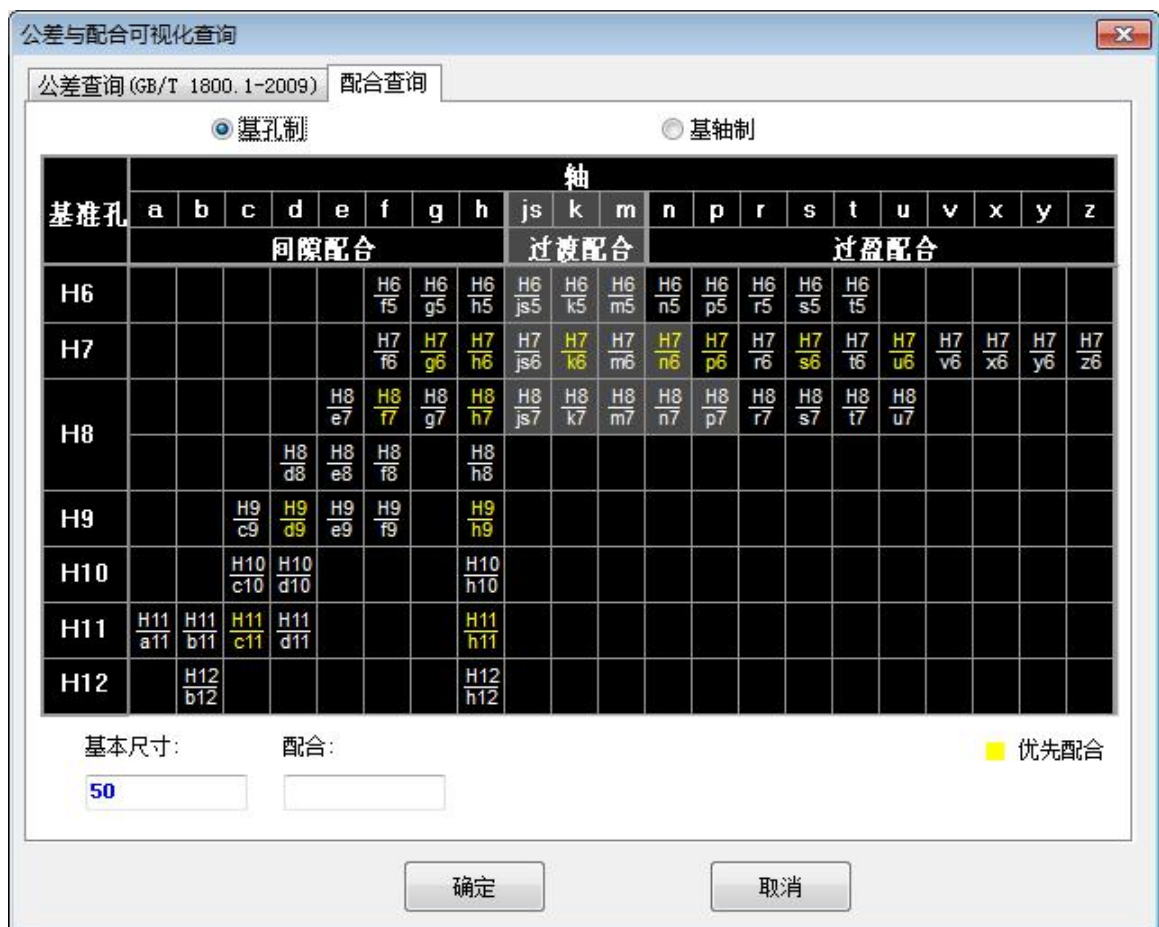 公差与配合可视化查询
公差查询(GB/T 1800.1-2009) 配合查询
基孔制 基轴制
基准孔 轴
a b c d e f g h js k m n p r s t u v x y z
间隙配合 过渡配合 过盈配合
H6 H6/f5 H6/g5 H6/h5 H6/js5 H6/k5 H6/m5 H6/n5 H6/p5 H6/r5 H6/s5 H6/t5
H7 H7/f6 H7/g6 H7/h6 H7/js6 H7/k6 H7/m6 H7/n6 H7/p6 H7/r6 H7/s6 H7/t6 H7/u6 H7/v6 H7/x6 H7/y6 H7/z6
H8 H8/e7 H8/f7 H8/g7 H8/h7 H8/js7 H8/k7 H8/m7 H8/n7 H8/p7 H8/r7 H8/s7 H8/t7 H8/u7
H8/d8 H8/e8 H8/f8 H8/h8
H9 H9/c9 H9/d9 H9/e9 H9/f9 H9/h9
H10 H10/c10 H10/d10 H10/h10
H11 H11/a11 H11/b11 H11/c11 H11/d11 H11/h11
H12 H12/b12 H12/h12
基本尺寸: 配合: 优先配合
50
确定 取消